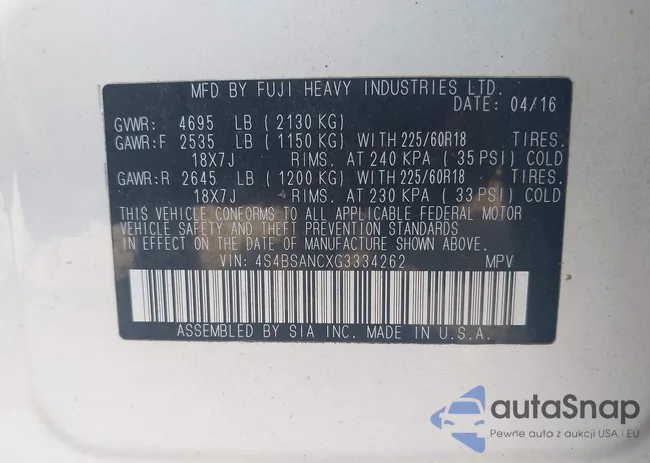 MFD BY FUJI HEAVY INDUSTRIES LTD.
DATE: 04/16
GVWR: 4695 LB ( 2130 KG)
GAWR:F 2535 LB ( 1150 KG) WITH 225/60R18 TIRES.
18X7J RIMS. AT 240 KPA ( 35 PSI) COLD
GAWR:R 2645 LB ( 1200 KG) WITH 225/60R18 TIRES.
18X7J RIMS. AT 230 KPA ( 33 PSI) COLD
THIS VEHICLE CONFORMS TO ALL APPLICABLE FEDERAL MOTOR
VEHICLE SAFETY AND THEFT PREVENTION STANDARDS
IN EFFECT ON THE DATE OF MANUFACTURE SHOWN ABOVE.
VIN: 4S4BSANCXG3334262 MPV
ASSEMBLED BY SIA INC. MADE IN U.S.A.
autaSnap
Pewne auta z aukcji USA i EU